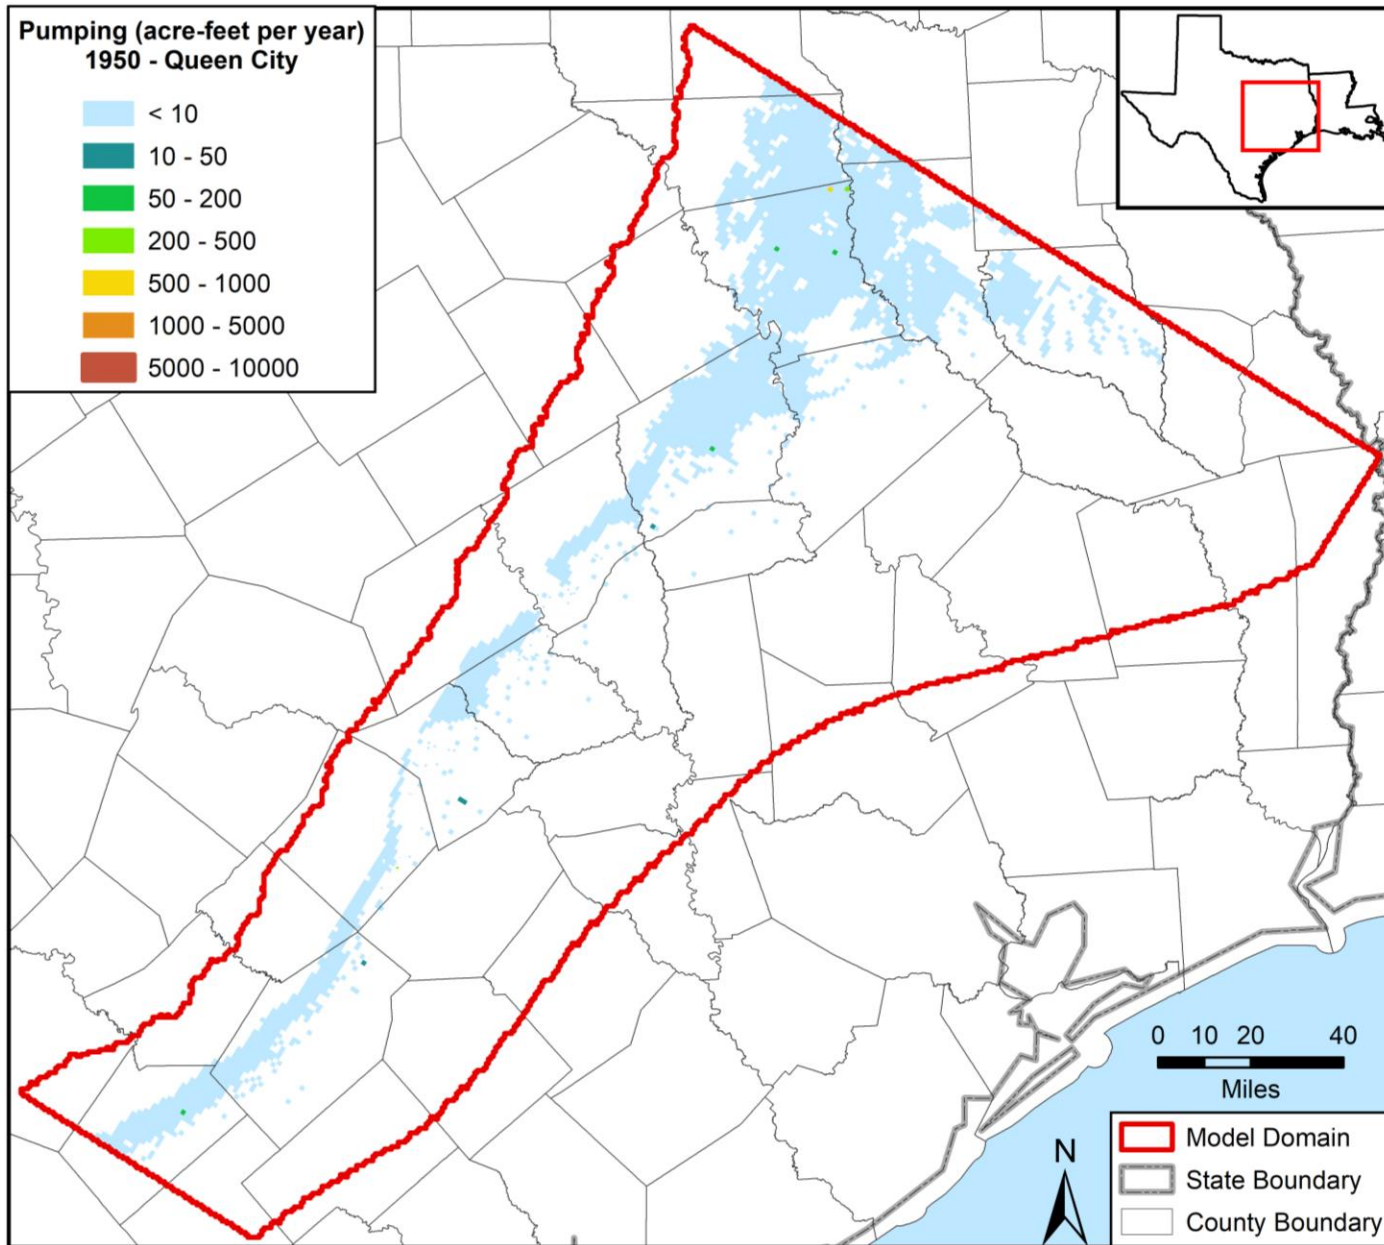 Pumping (acre-feet per year)
1950 - Queen City
< 10
10 - 50
50 - 200
200 - 500
500 - 1000
1000 - 5000
5000 - 10000
0 10 20 40
Miles
N
Model Domain
State Boundary
County Boundary